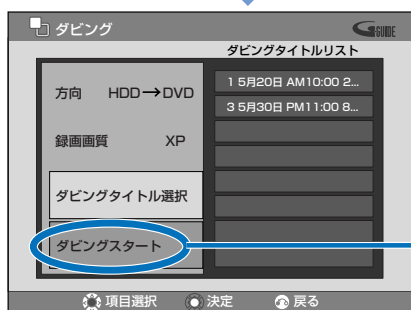 ダビング
GGUIDE
ダビングタイトルリスト
方向 HDD→DVD
1 5月20日 AM10:00 2...
3 5月30日 PM11:00 8...
録画画質 XP
ダビングタイトル選択
ダビングスタート
項目選択 決定 戻る